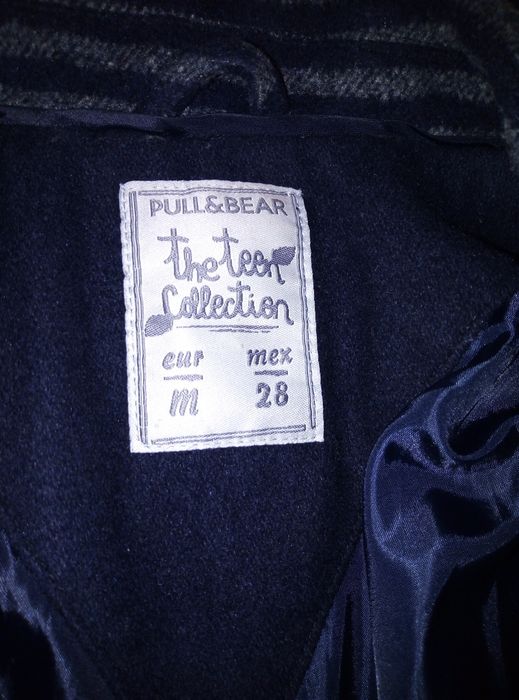 PULL&BEAR
the teen
Collection
eur mex
m 28